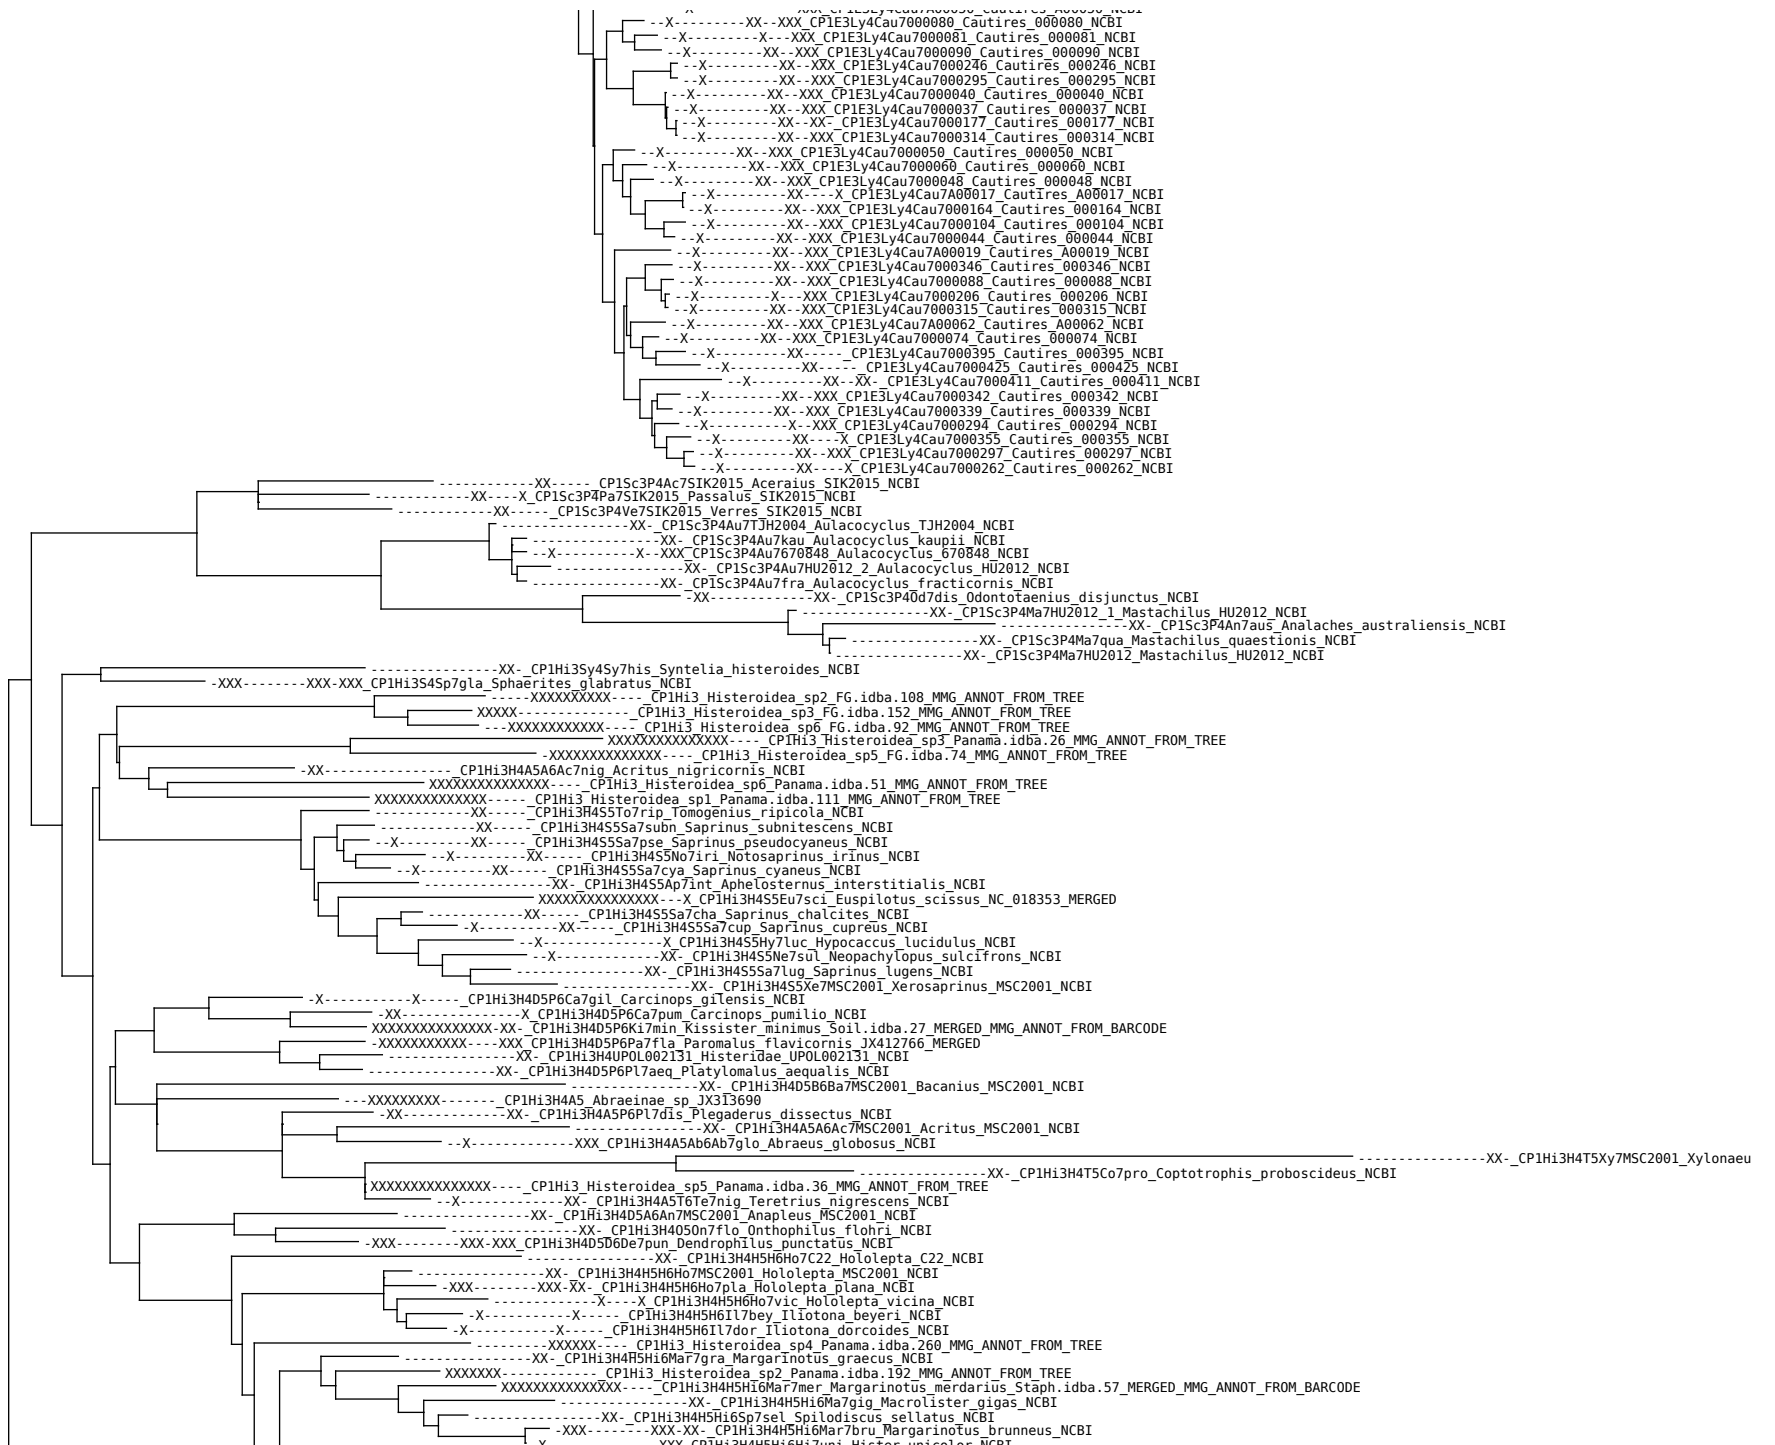 --X---------XX--XXX_CP1E3Ly4Cau7000080_Cautires_000080_NCBI
--X---------X---XXX_CP1E3Ly4Cau7000081_Cautires_000081_NCBI
--X---------XX--XXX_CP1E3Ly4Cau7000090_Cautires_000090_NCBI
--X---------XX--XXX_CP1E3Ly4Cau7000246_Cautires_000246_NCBI
--X---------XX--XXX_CP1E3Ly4Cau7000295_Cautires_000295_NCBI
--X---------XX--XXX_CP1E3Ly4Cau7000040_Cautires_000040_NCBI
--X---------XX--XXX_CP1E3Ly4Cau7000037_Cautires_000037_NCBI
--X---------XX--XX-_CP1E3Ly4Cau7000177_Cautires_000177_NCBI
--X---------XX--XXX_CP1E3Ly4Cau7000314_Cautires_000314_NCBI
--X---------XX--XXX_CP1E3Ly4Cau7000050_Cautires_000050_NCBI
--X---------XX--XXX_CP1E3Ly4Cau7000060_Cautires_000060_NCBI
--X---------XX--XXX_CP1E3Ly4Cau7000048_Cautires_000048_NCBI
--X---------XX----X_CP1E3Ly4Cau7A00017_Cautires_A00017_NCBI
--X---------XX--XXX_CP1E3Ly4Cau7000164_Cautires_000164_NCBI
--X---------XX--XXX_CP1E3Ly4Cau7000104_Cautires_000104_NCBI
--X---------XX--XXX_CP1E3Ly4Cau7000044_Cautires_000044_NCBI
--X---------XX--XXX_CP1E3Ly4Cau7A00019_Cautires_A00019_NCBI
--X---------XX--XXX_CP1E3Ly4Cau7000346_Cautires_000346_NCBI
--X---------XX--XXX_CP1E3Ly4Cau7000088_Cautires_000088_NCBI
--X---------X---XXX_CP1E3Ly4Cau7000206_Cautires_000206_NCBI
--X---------XX--XXX_CP1E3Ly4Cau7000315_Cautires_000315_NCBI
--X---------XX--XXX_CP1E3Ly4Cau7A00062_Cautires_A00062_NCBI
--X---------XX--XXX_CP1E3Ly4Cau7000074_Cautires_000074_NCBI
--X---------XX-----_CP1E3Ly4Cau7000395_Cautires_000395_NCBI
--X---------XX-----_CP1E3Ly4Cau7000425_Cautires_000425_NCBI
--X---------XX--XX-_CP1E3Ly4Cau7000411_Cautires_000411_NCBI
--X---------XX--XXX_CP1E3Ly4Cau7000342_Cautires_000342_NCBI
--X---------XX--XXX_CP1E3Ly4Cau7000339_Cautires_000339_NCBI
--X----------X--XXX_CP1E3Ly4Cau7000294_Cautires_000294_NCBI
--X---------XX----X_CP1E3Ly4Cau7000355_Cautires_000355_NCBI
--X---------XX--XXX_CP1E3Ly4Cau7000297_Cautires_000297_NCBI
--X---------XX----X_CP1E3Ly4Cau7000262_Cautires_000262_NCBI
------------XX-----_CP1Sc3P4Ac7SIK2015_Aceraius_SIK2015_NCBI
------------XX----X_CP1Sc3P4Pa7SIK2015_Passalus_SIK2015_NCBI
------------XX-----_CP1Sc3P4Ve7SIK2015_Verres_SIK2015_NCBI
----------------XX-_CP1Sc3P4Au7TJH2004_Aulacocyclus_TJH2004_NCBI
----------------XX-_CP1Sc3P4Au7kau_Aulacocyclus_kaupii_NCBI
--X----------X--XXX_CP1Sc3P4Au7670848_Aulacocyclus_670848_NCBI
----------------XX-_CP1Sc3P4Au7HU2012_2_Aulacocyclus_HU2012_NCBI
----------------XX-_CP1Sc3P4Au7fra_Aulacocyclus_fracticornis_NCBI
-XX-------------XX-_CP1Sc3P4Od7dis_Odontotaenius_disjunctus_NCBI
----------------XX-_CP1Sc3P4Ma7HU2012_1_Mastachilus_HU2012_NCBI
----------------XX-_CP1Sc3P4An7aus_Analaches_australiensis_NCBI
----------------XX-_CP1Sc3P4Ma7qua_Mastachilus_quaestionis_NCBI
----------------XX-_CP1Sc3P4Ma7HU2012_Mastachilus_HU2012_NCBI
----------------XX-_CP1Hi3Sy4Sy7his_Syntelia_histeroides_NCBI
-XXX--------XXX-XXX_CP1Hi3S4Sp7gla_Sphaerites_glabratus_NCBI
-----XXXXXXXXXX----_CP1Hi3_Histeroidea_sp2_FG.idba.108_MMG_ANNOT_FROM_TREE
XXXXX--------------_CP1Hi3_Histeroidea_sp3_FG.idba.152_MMG_ANNOT_FROM_TREE
---XXXXXXXXXXXX----_CP1Hi3_Histeroidea_sp6_FG.idba.92_MMG_ANNOT_FROM_TREE
XXXXXXXXXXXXXXX----_CP1Hi3_Histeroidea_sp3_Panama.idba.26_MMG_ANNOT_FROM_TREE
-XXXXXXXXXXXXXX----_CP1Hi3_Histeroidea_sp5_FG.idba.74_MMG_ANNOT_FROM_TREE
-XX----------------_CP1Hi3H4A5A6Ac7nig_Acritus_nigricornis_NCBI
XXXXXXXXXXXXXXX----_CP1Hi3_Histeroidea_sp6_Panama.idba.51_MMG_ANNOT_FROM_TREE
XXXXXXXXXXXXXX-----_CP1Hi3_Histeroidea_sp1_Panama.idba.111_MMG_ANNOT_FROM_TREE
------------XX-----_CP1Hi3H4S5To7rip_Tomogenius_ripicola_NCBI
------------XX-----_CP1Hi3H4S5Sa7subn_Saprinus_subnitescens_NCBI
--X---------XX-----_CP1Hi3H4S5Sa7pse_Saprinus_pseudocyaneus_NCBI
--X---------XX-----_CP1Hi3H4S5No7iri_Notosaprinus_irinus_NCBI
--X---------XX-----_CP1Hi3H4S5Sa7cya_Saprinus_cyaneus_NCBI
----------------XX-_CP1Hi3H4S5Ap7int_Aphelosternus_interstitialis_NCBI
XXXXXXXXXXXXXXX---X_CP1Hi3H4S5Eu7sci_Euspilotus_scissus_NC_018353_MERGED
------------XX-----_CP1Hi3H4S5Sa7cha_Saprinus_chalcites_NCBI
-X----------XX-----_CP1Hi3H4S5Sa7cup_Saprinus_cupreus_NCBI
--X---------------X_CP1Hi3H4S5Hy7luc_Hypocaccus_lucidulus_NCBI
--X-------------XX-_CP1Hi3H4S5Ne7sul_Neopachylopus_sulcifrons_NCBI
----------------XX-_CP1Hi3H4S5Sa7lug_Saprinus_lugens_NCBI
----------------XX-_CP1Hi3H4S5Xe7MSC2001_Xerosaprinus_MSC2001_NCBI
-X-----------X-----_CP1Hi3H4D5P6Ca7gil_Carcinops_gilensis_NCBI
-XX---------------X_CP1Hi3H4D5P6Ca7pum_Carcinops_pumilio_NCBI
XXXXXXXXXXXXXXX-XX-_CP1Hi3H4D5P6Ki7min_Kissister_minimus_Soil.idba.27_MERGED_MMG_ANNOT_FROM_BARCODE
-XXXXXXXXXXX----XXX_CP1Hi3H4D5P6Pa7fla_Paromalus_flavicornis_JX412766_MERGED
----------------XX-_CP1Hi3H4UPOL002131_Histeridae_UPOL002131_NCBI
----------------XX-_CP1Hi3H4D5P6Pl7aeq_Platylomalus_aequalis_NCBI
----------------XX-_CP1Hi3H4D5B6Ba7MSC2001_Bacanius_MSC2001_NCBI
---XXXXXXXXX-------_CP1Hi3H4A5_Abraeinae_sp_JX313690
-XX-------------XX-_CP1Hi3H4A5P6Pl7dis_Plegaderus_dissectus_NCBI
----------------XX-_CP1Hi3H4A5A6Ac7MSC2001_Acritus_MSC2001_NCBI
--X-------------XXX_CP1Hi3H4A5Ab6Ab7glo_Abraeus_globosus_NCBI
----------------XX-_CP1Hi3H4T5Xy7MSC2001_Xylonaeu
----------------XX-_CP1Hi3H4T5Co7pro_Coptotrophis_proboscideus_NCBI
XXXXXXXXXXXXXXX----_CP1Hi3_Histeroidea_sp5_Panama.idba.36_MMG_ANNOT_FROM_TREE
--X-------------XX-_CP1Hi3H4A5T6Te7nig_Teretrius_nigrescens_NCBI
----------------XX-_CP1Hi3H4D5A6An7MSC2001_Anapleus_MSC2001_NCBI
----------------XX-_CP1Hi3H4O5On7flo_Onthophilus_flohri_NCBI
-XXX--------XXX-XXX_CP1Hi3H4D5D6De7pun_Dendrophilus_punctatus_NCBI
----------------XX-_CP1Hi3H4H5H6Ho7C22_Hololepta_C22_NCBI
----------------XX-_CP1Hi3H4H5H6Ho7MSC2001_Hololepta_MSC2001_NCBI
-XXX--------XXX-XX-_CP1Hi3H4H5H6Ho7pla_Hololepta_plana_NCBI
-------------X----X_CP1Hi3H4H5H6Ho7vic_Hololepta_vicina_NCBI
-X-----------X-----_CP1Hi3H4H5H6Il7bey_Iliotona_beyeri_NCBI
-X-----------X-----_CP1Hi3H4H5H6Il7dor_Iliotona_dorcoides_NCBI
---------XXXXXX----_CP1Hi3_Histeroidea_sp4_Panama.idba.260_MMG_ANNOT_FROM_TREE
----------------XX-_CP1Hi3H4H5Hi6Mar7gra_Margarinotus_graecus_NCBI
XXXXXXX------------_CP1Hi3_Histeroidea_sp2_Panama.idba.192_MMG_ANNOT_FROM_TREE
XXXXXXXXXXXXXXX----_CP1Hi3H4H5Hi6Mar7mer_Margarinotus_merdarius_Staph.idba.57_MERGED_MMG_ANNOT_FROM_BARCODE
----------------XX-_CP1Hi3H4H5Hi6Ma7gig_Macrolister_gigas_NCBI
----------------XX-_CP1Hi3H4H5Hi6Sp7sel_Spilodiscus_sellatus_NCBI
-XXX--------XXX-XX-_CP1Hi3H4H5Hi6Mar7bru_Margarinotus_brunneus_NCBI